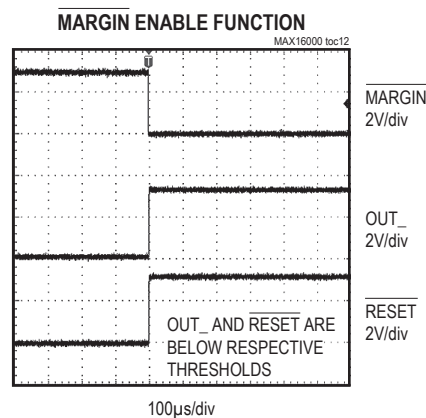 MARGIN ENABLE FUNCTION
MAX16000 toc12
T
MARGIN
2V/div
OUT_
2V/div
RESET
2V/div
OUT_ AND RESET ARE
BELOW RESPECTIVE
THRESHOLDS
100µs/div